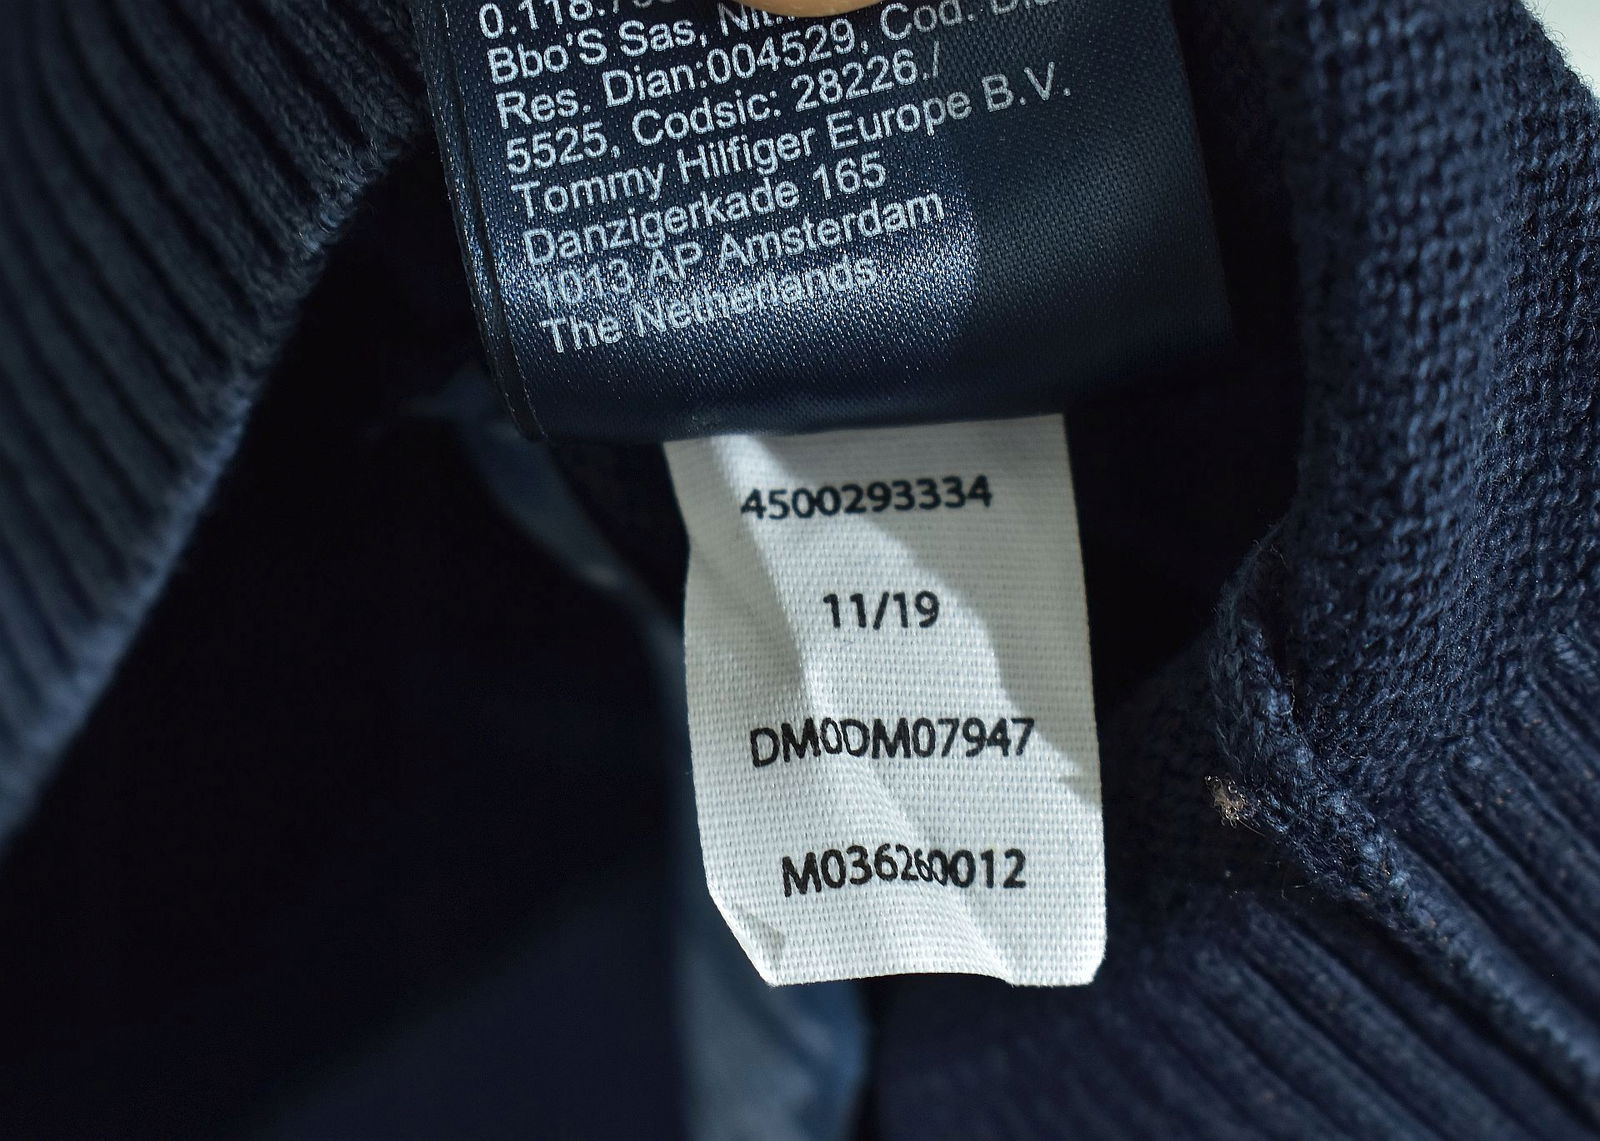 Bbo'S Sas,
Res. Dian:004529, Cod.
5525, Codsic: 28226./
Tommy Hilfiger Europe B.V.
Danzigerkade 165
1013 AP Amsterdam
The Netherlands
4500293334
11/19
DM0DM07947
M036260012